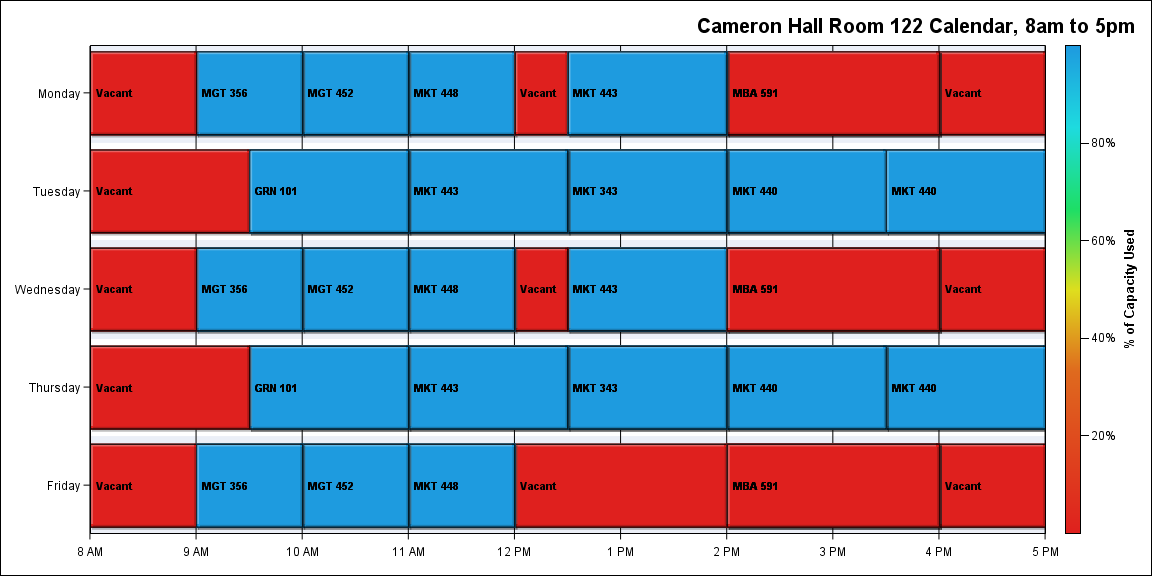 Cameron Hall Room 122 Calendar, 8am to 5pm
Monday
Vacant
MGT 356
MGT 452
MKT 448
Vacant
MKT 443
MBA 591
Vacant
Tuesday
Vacant
GRN 101
MKT 443
MKT 343
MKT 440
MKT 440
Wednesday
Vacant
MGT 356
MGT 452
MKT 448
Vacant
MKT 443
MBA 591
Vacant
Thursday
Vacant
GRN 101
MKT 443
MKT 343
MKT 440
MKT 440
Friday
Vacant
MGT 356
MGT 452
MKT 448
Vacant
MBA 591
Vacant
8 AM
9 AM
10 AM
11 AM
12 PM
1 PM
2 PM
3 PM
4 PM
5 PM
80%
60%
40%
20%
% of Capacity Used